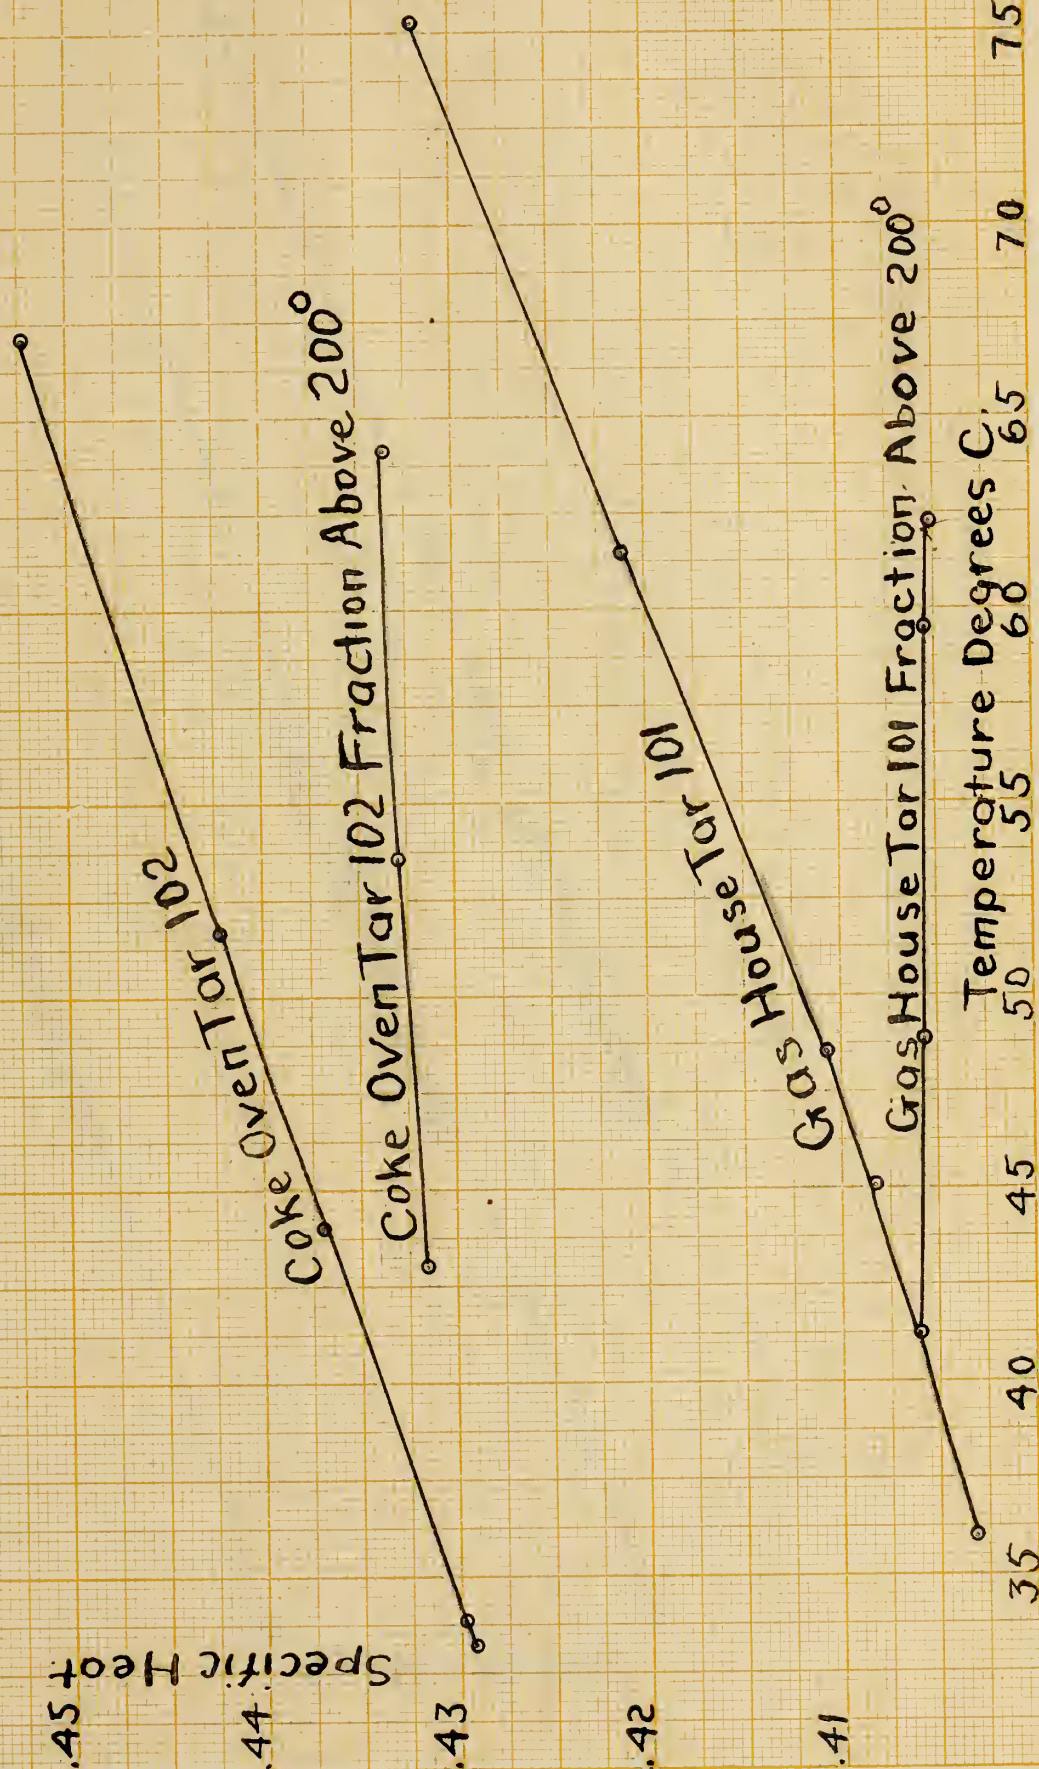 Specific Heat
.45
.44
.43
.42
.41
Coke Oven Tar 102
Coke Oven Tar 102 Fraction Above 200°
Gas House Tar 101
Gas House Tar 101 Fraction Above 200°
Temperature Degrees C.
35 40 45 50 55 60 65 70 75